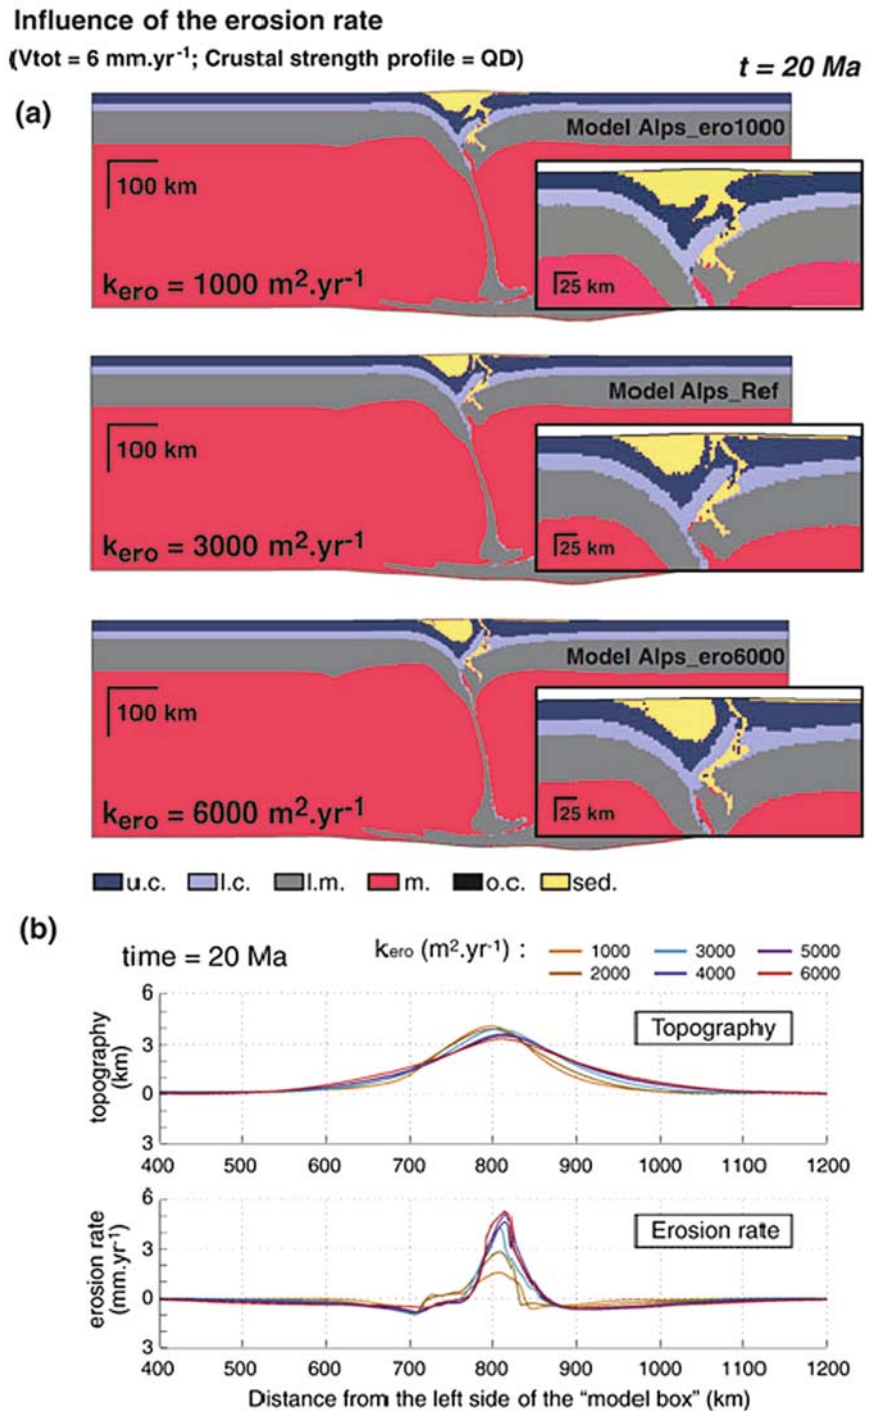 Influence of the erosion rate
(Vtot = 6 mm.yr⁻¹; Crustal strength profile = QD)
t = 20 Ma
(a)
Model Alps_ero1000
100 km
kero = 1000 m².yr⁻¹
25 km
Model Alps_Ref
100 km
kero = 3000 m².yr⁻¹
25 km
Model Alps_ero6000
100 km
kero = 6000 m².yr⁻¹
25 km
u.c. l.c. l.m. m. o.c. sed.
(b)
time = 20 Ma
kero (m².yr⁻¹) :
1000 3000 5000
2000 4000 6000
6
3
0
3
topography
(km)
Topography
400 500 600 700 800 900 1000 1100 1200
6
3
0
3
erosion rate
(mm.yr⁻¹)
Erosion rate
400 500 600 700 800 900 1000 1100 1200
Distance from the left side of the "model box" (km)